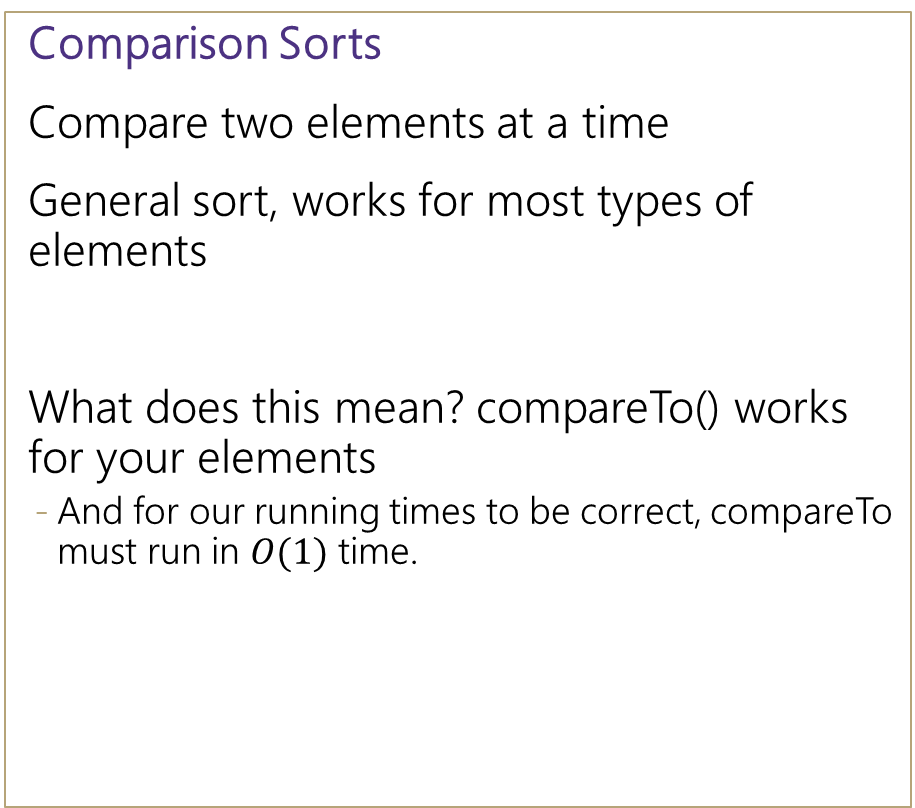 Comparison Sorts
Compare two elements at a time
General sort, works for most types of
elements
What does this mean? compareTo() works
for your elements
- And for our running times to be correct, compareTo
must run in O(1) time.